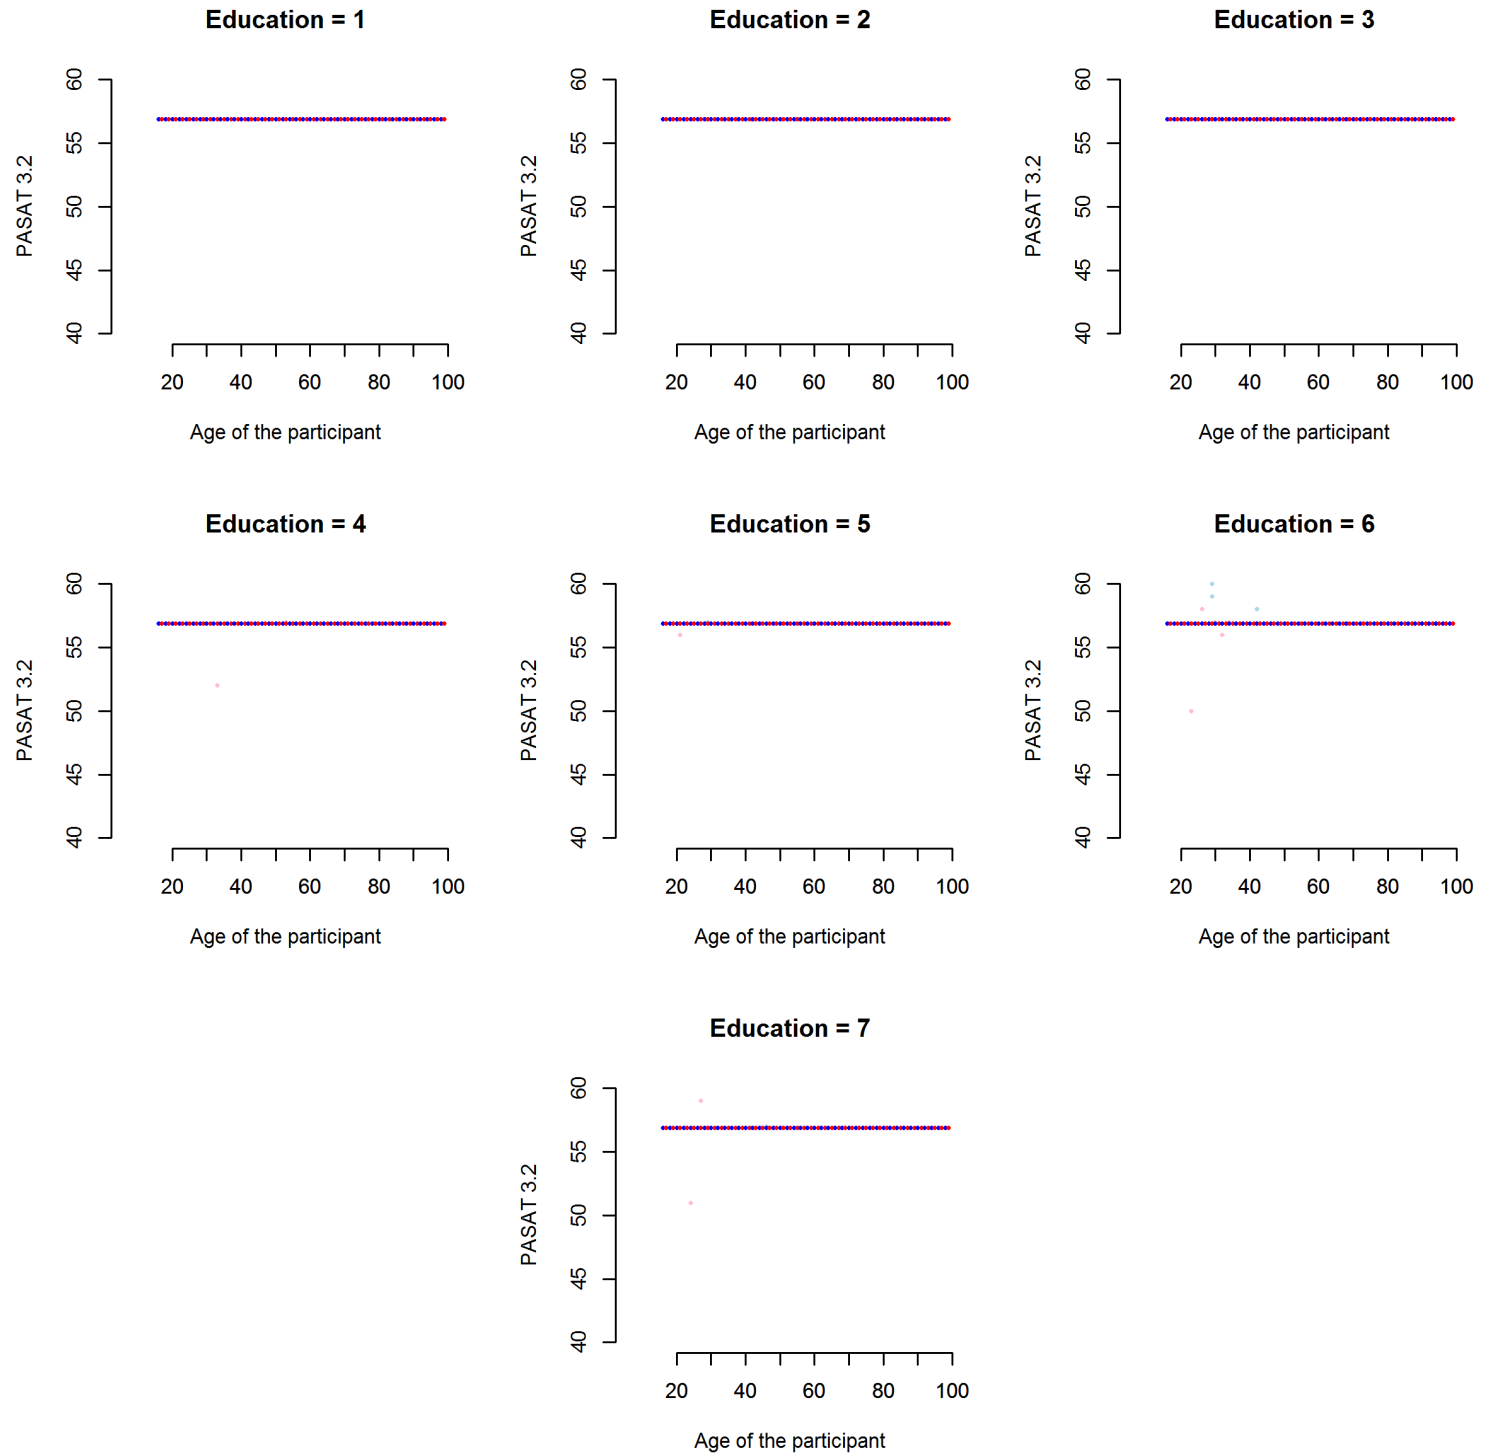 Education = 1
60
55
50
45
40
PASAT 3.2
20 40 60 80 100
Age of the participant
Education = 2
60
55
50
45
40
PASAT 3.2
20 40 60 80 100
Age of the participant
Education = 3
60
55
50
45
40
PASAT 3.2
20 40 60 80 100
Age of the participant
Education = 4
60
55
50
45
40
PASAT 3.2
20 40 60 80 100
Age of the participant
Education = 5
60
55
50
45
40
PASAT 3.2
20 40 60 80 100
Age of the participant
Education = 6
60
55
50
45
40
PASAT 3.2
20 40 60 80 100
Age of the participant
Education = 7
60
55
50
45
40
PASAT 3.2
20 40 60 80 100
Age of the participant